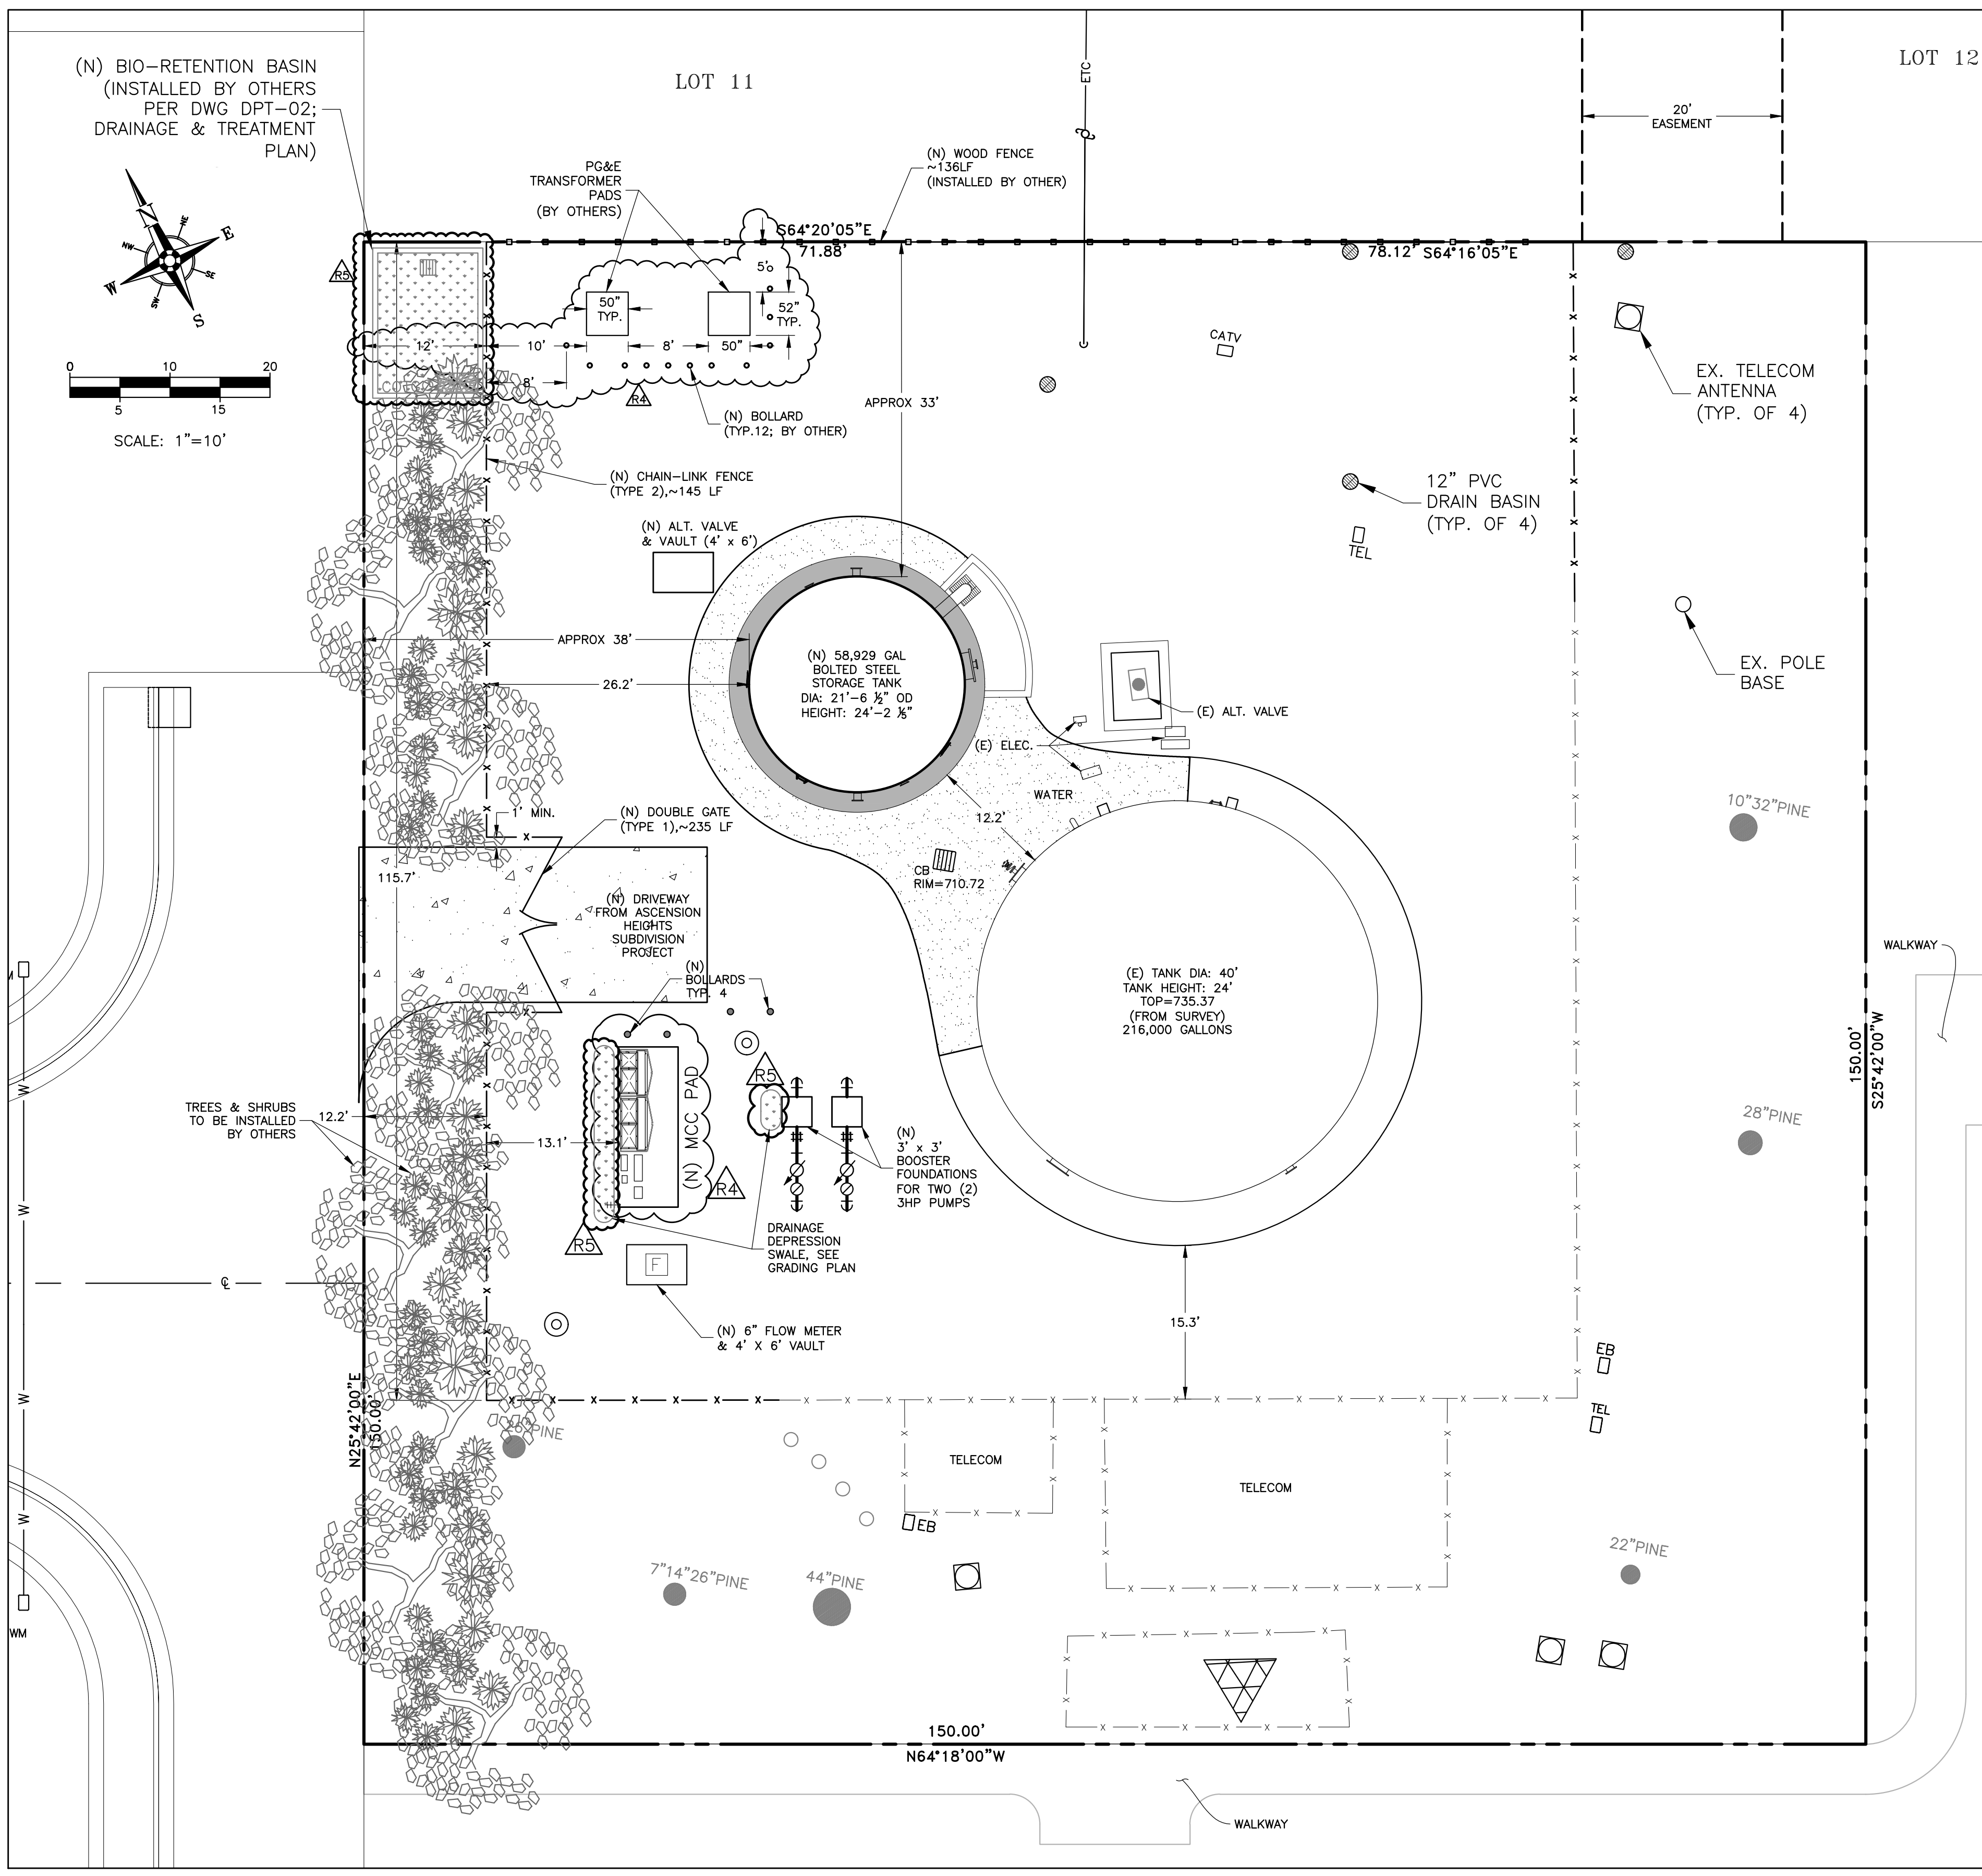 (N) BIO-RETENTION BASIN
(INSTALLED BY OTHERS
PER DWG DPT-02;
DRAINAGE & TREATMENT
PLAN)
LOT 11
ETC
20'
EASEMENT
LOT 12
N
NE
E
SE
S
SW
W
NW
0
10
20
5
15
SCALE: 1"=10'
PG&E
TRANSFORMER
PADS
(BY OTHERS)
(N) WOOD FENCE
~136LF
(INSTALLED BY OTHER)
S64°20'05"E
71.88'
78.12' S64°16'05"E
R5
5'
50"
TYP.
52"
TYP.
12'
10'
8'
50"
8'
R4
(N) BOLLARD
(TYP.12; BY OTHER)
APPROX 33'
CATV
EX. TELECOM
ANTENNA
(TYP. OF 4)
(N) CHAIN-LINK FENCE
(TYPE 2),~145 LF
12" PVC
DRAIN BASIN
(TYP. OF 4)
TEL
(N) ALT. VALVE
& VAULT (4' x 6')
EX. POLE
BASE
APPROX 38'
26.2'
(N) 58,929 GAL
BOLTED STEEL
STORAGE TANK
DIA: 21'-6 ½" OD
HEIGHT: 24'-2 ⅕"
(E) ALT. VALVE
(E) ELEC.
WATER
12.2'
1' MIN.
(N) DOUBLE GATE
(TYPE 1),~235 LF
10"32"PINE
CB
RIM=710.72
115.7'
(N) DRIVEWAY
FROM ASCENSION
HEIGHTS
SUBDIVISION
PROJECT
(N)
BOLLARDS
TYP. 4
(E) TANK DIA: 40'
TANK HEIGHT: 24'
TOP=735.37
(FROM SURVEY)
216,000 GALLONS
WALKWAY
150.00'
S25°42'00"W
R5
TREES & SHRUBS
TO BE INSTALLED
BY OTHERS
12.2'
13.1'
(N) MCC PAD
R4
R5
(N)
3' x 3'
BOOSTER
FOUNDATIONS
FOR TWO (2)
3HP PUMPS
28"PINE
DRAINAGE
DEPRESSION
SWALE, SEE
GRADING PLAN
F
(N) 6" FLOW METER
& 4' X 6' VAULT
15.3'
W
W
W
W
WM
EB
TEL
N25°42'00"E
150.00'
PINE
TELECOM
TELECOM
EB
7"14"26"PINE
44"PINE
22"PINE
150.00'
N64°18'00"W
WALKWAY